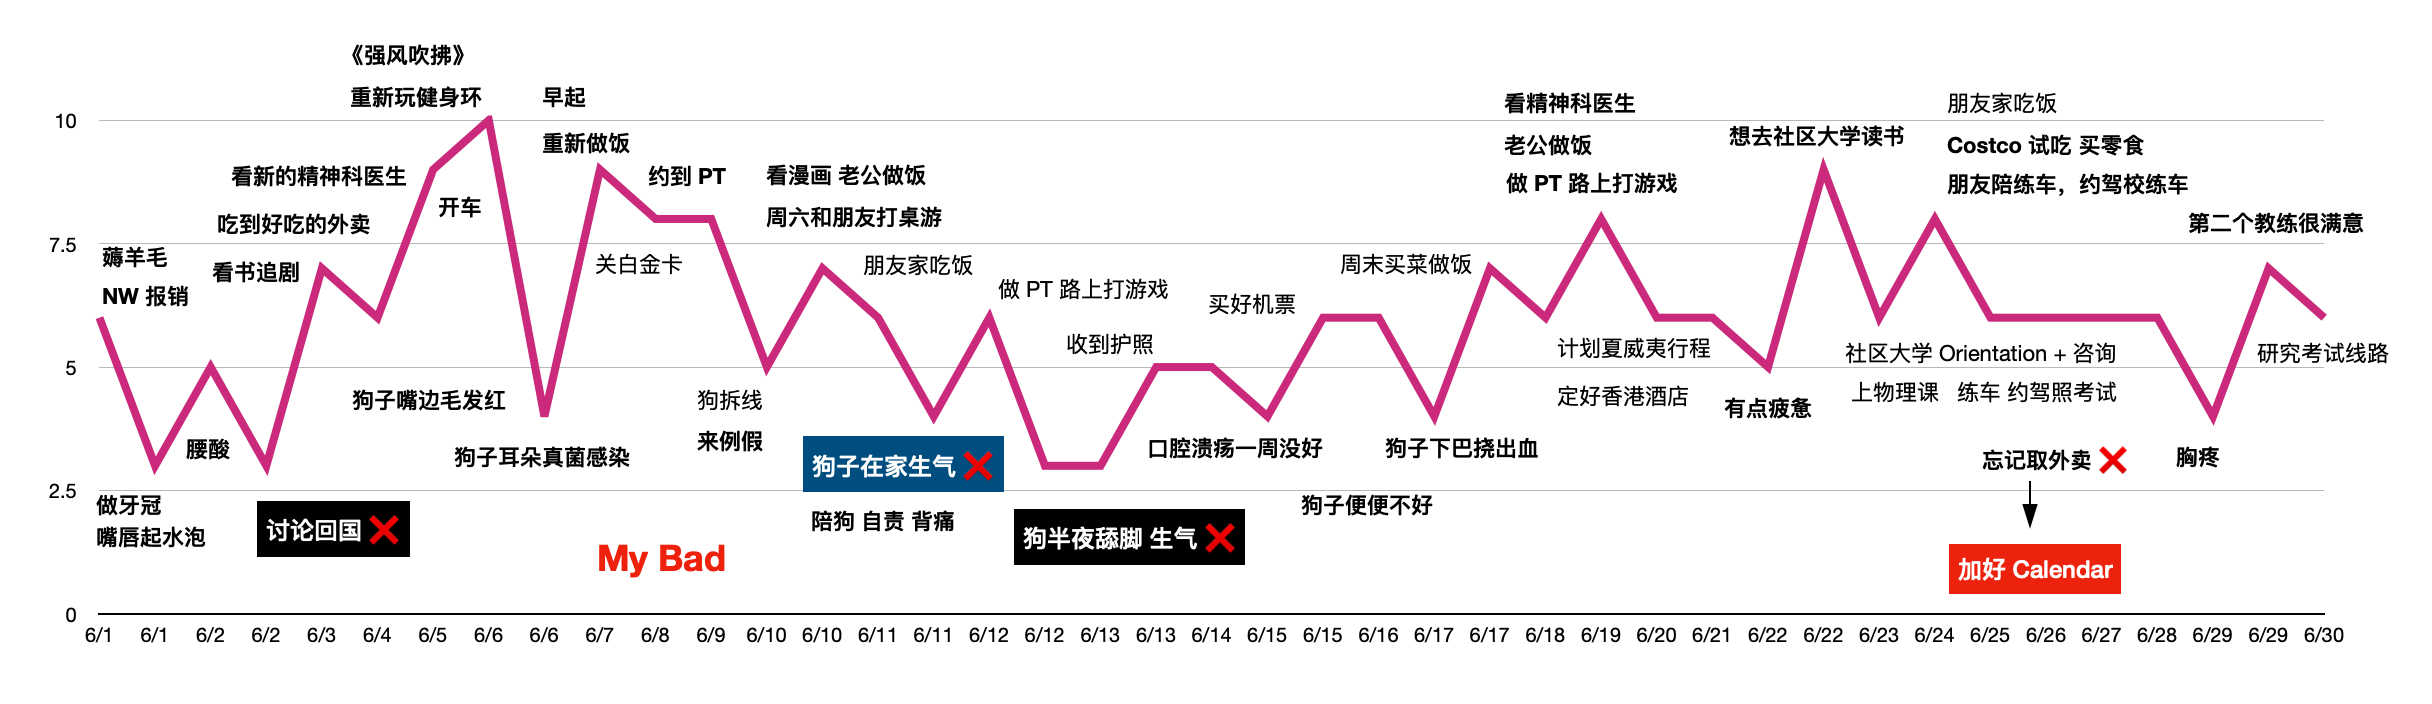 《强风吹拂》
重新玩健身环
早起
重新做饭
看新的精神科医生
吃到好吃的外卖
开车
约到 PT
看漫画 老公做饭
周六和朋友打桌游
看精神科医生
老公做饭
做 PT 路上打游戏
想去社区大学读书
朋友家吃饭
Costco 试吃 买零食
朋友陪练车，约驾校练车
第二个教练很满意
薅羊毛
NW 报销
看书追剧
关白金卡
朋友家吃饭
做 PT 路上打游戏
收到护照
买好机票
周末买菜做饭
计划夏威夷行程
定好香港酒店
社区大学 Orientation + 咨询
上物理课 练车 约驾照考试
研究考试线路
腰酸
做牙冠
嘴唇起水泡
讨论回国 ❌
狗子嘴边毛发红
狗子耳朵真菌感染
My Bad
狗拆线
来例假
狗子在家生气 ❌
陪狗 自责 背痛
狗半夜舔脚 生气 ❌
口腔溃疡一周没好
狗子便便不好
狗子下巴挠出血
有点疲惫
忘记取外卖 ❌
加好 Calendar
胸疼
10
7.5
5
2.5
0
6/1 6/1 6/2 6/2 6/3 6/4 6/5 6/6 6/6 6/7 6/8 6/9 6/10 6/10 6/11 6/11 6/12 6/12 6/13 6/13 6/14 6/15 6/15 6/16 6/17 6/17 6/18 6/19 6/20 6/21 6/22 6/22 6/23 6/24 6/25 6/26 6/27 6/28 6/29 6/29 6/30